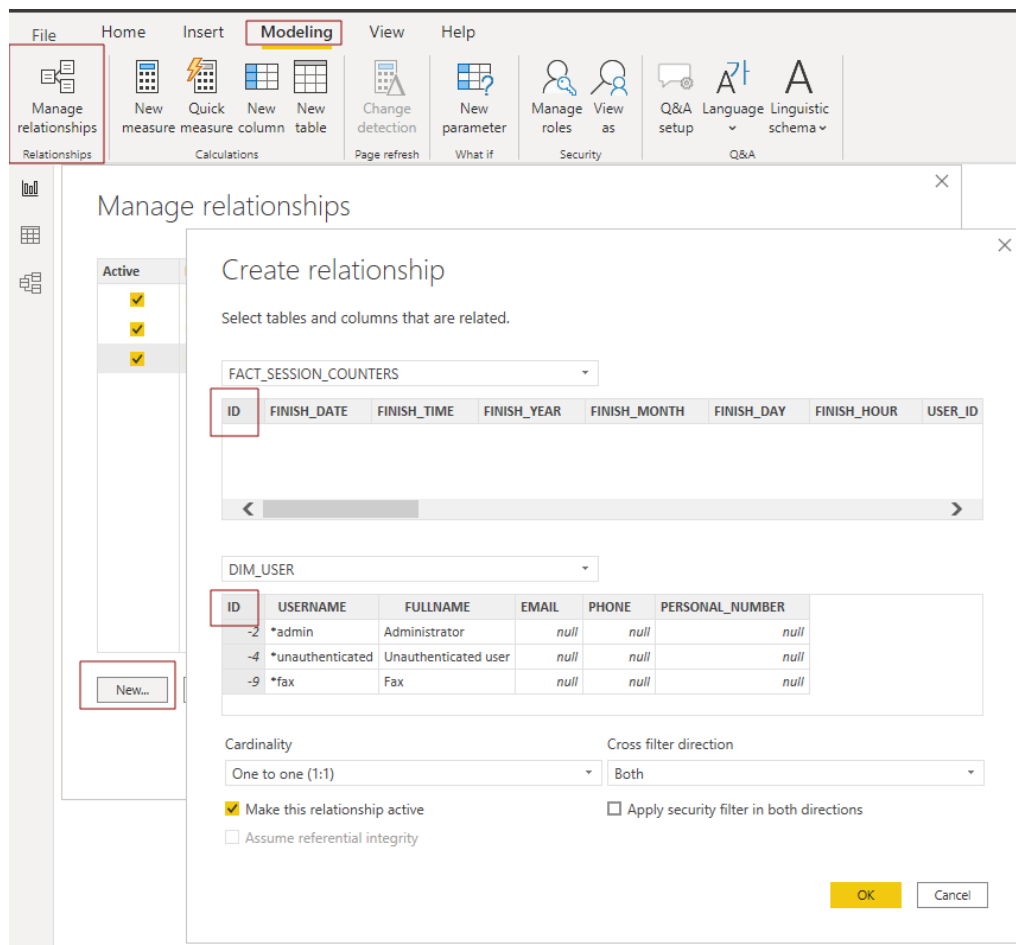 File Home Insert Modeling View Help
Manage relationships
New measure
Quick measure
New column
New table
Change detection
New parameter
Manage roles
View as
Q&A setup
Language
Linguistic schema
Relationships Calculations Page refresh What if Security Q&A
Manage relationships
Active
New...
Create relationship
Select tables and columns that are related.
FACT_SESSION_COUNTERS
ID FINISH_DATE FINISH_TIME FINISH_YEAR FINISH_MONTH FINISH_DAY FINISH_HOUR USER_ID
DIM_USER
ID USERNAME FULLNAME EMAIL PHONE PERSONAL_NUMBER
-2 *admin Administrator null null null
-4 *unauthenticated Unauthenticated user null null null
-9 *fax Fax null null null
Cardinality Cross filter direction
One to one (1:1) Both
Make this relationship active Apply security filter in both directions
Assume referential integrity
OK Cancel